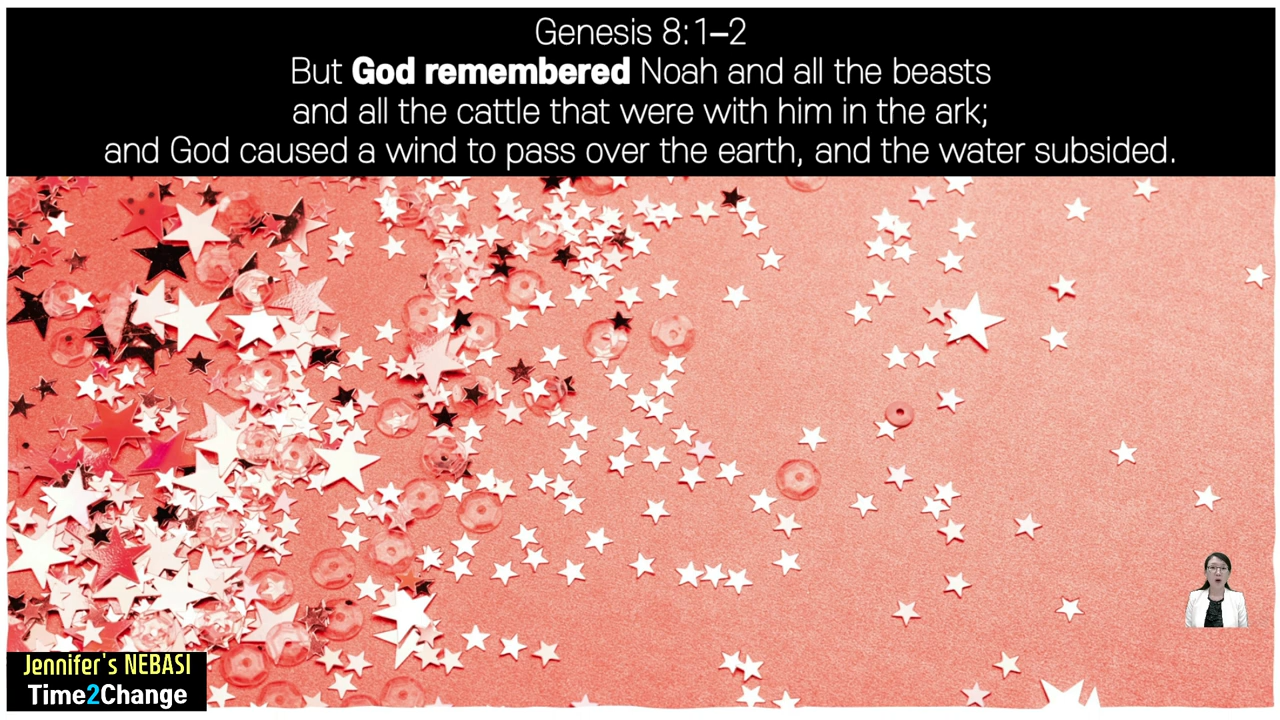 Genesis 8:1–2
But God remembered Noah and all the beasts
and all the cattle that were with him in the ark;
and God caused a wind to pass over the earth, and the water subsided.
Jennifer's NEBASI
Time2Change